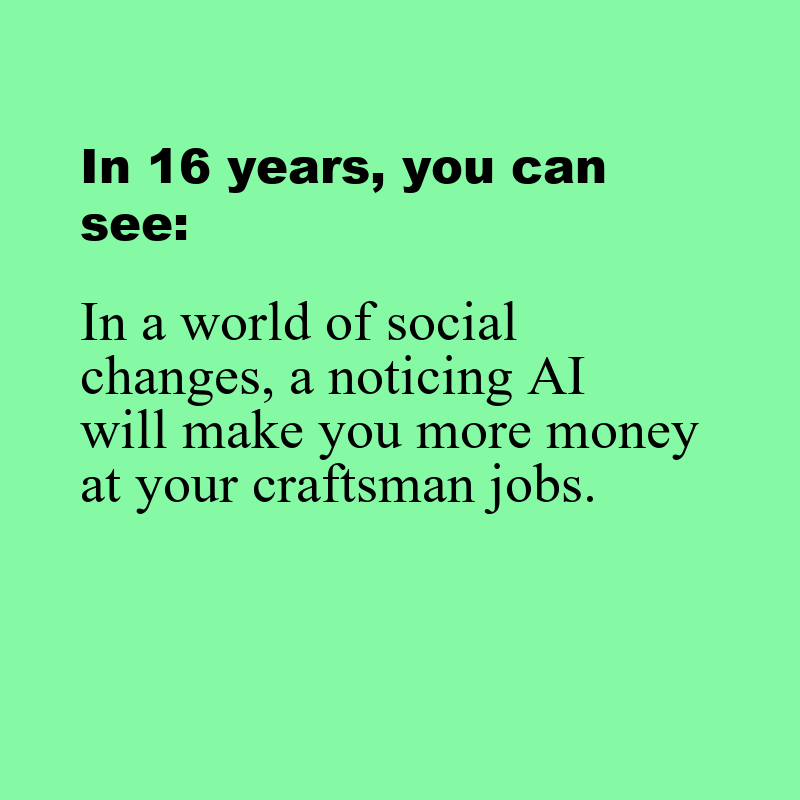 In 16 years, you can
see:
In a world of social
changes, a noticing AI
will make you more money
at your craftsman jobs.